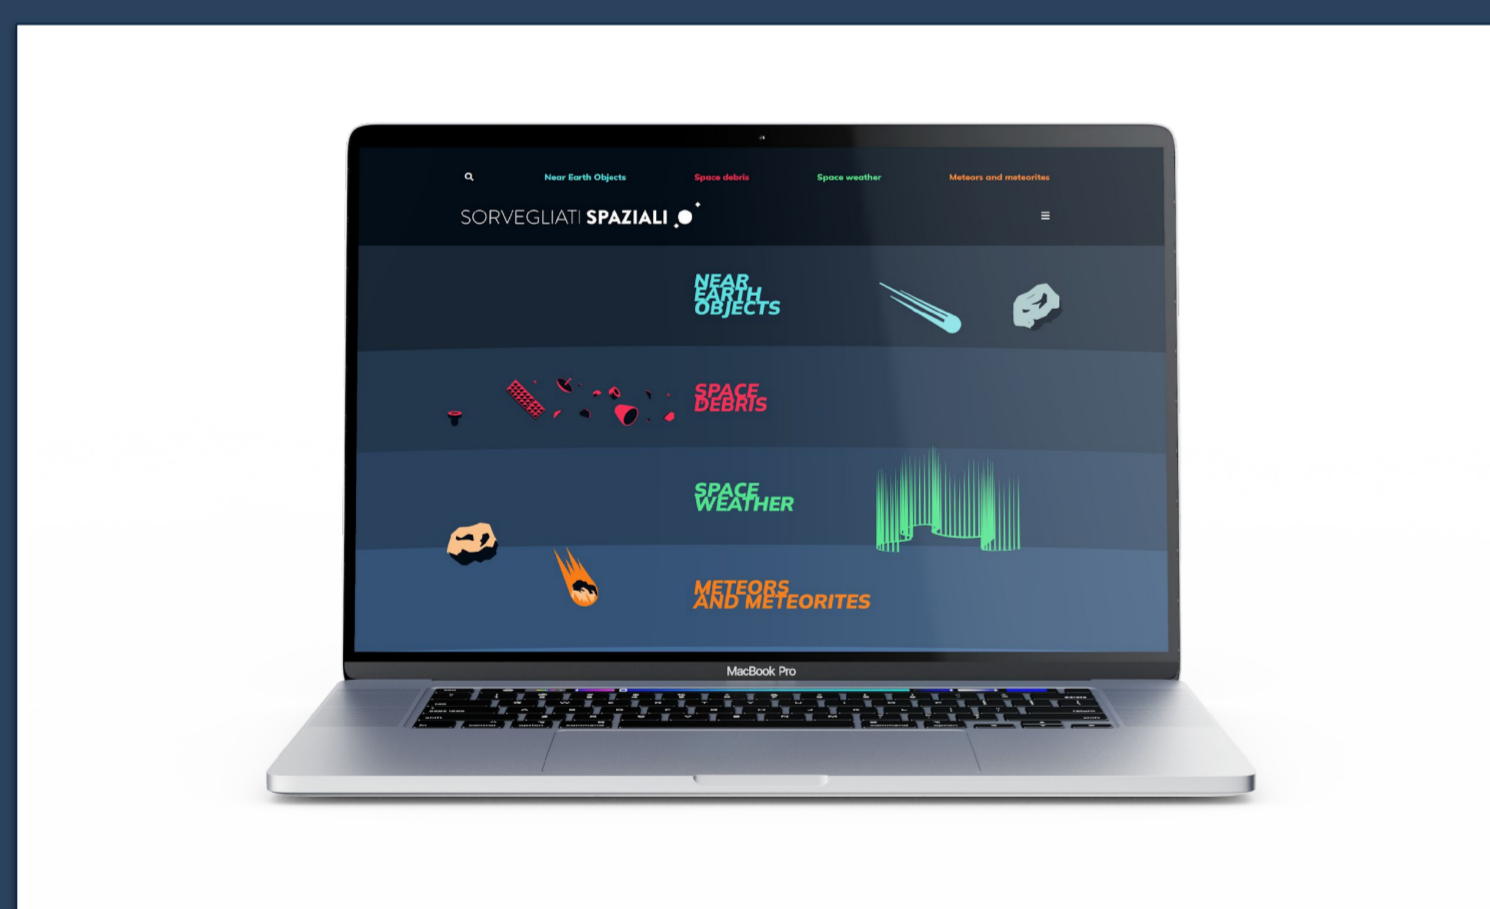 Near Earth Objects
Space debris
Space weather
Meteors and meteorites
SORVEGLIATI SPAZIALI
NEAR
EARTH
OBJECTS
SPACE
DEBRIS
SPACE
WEATHER
METEORS
AND METEORITES
MacBook Pro